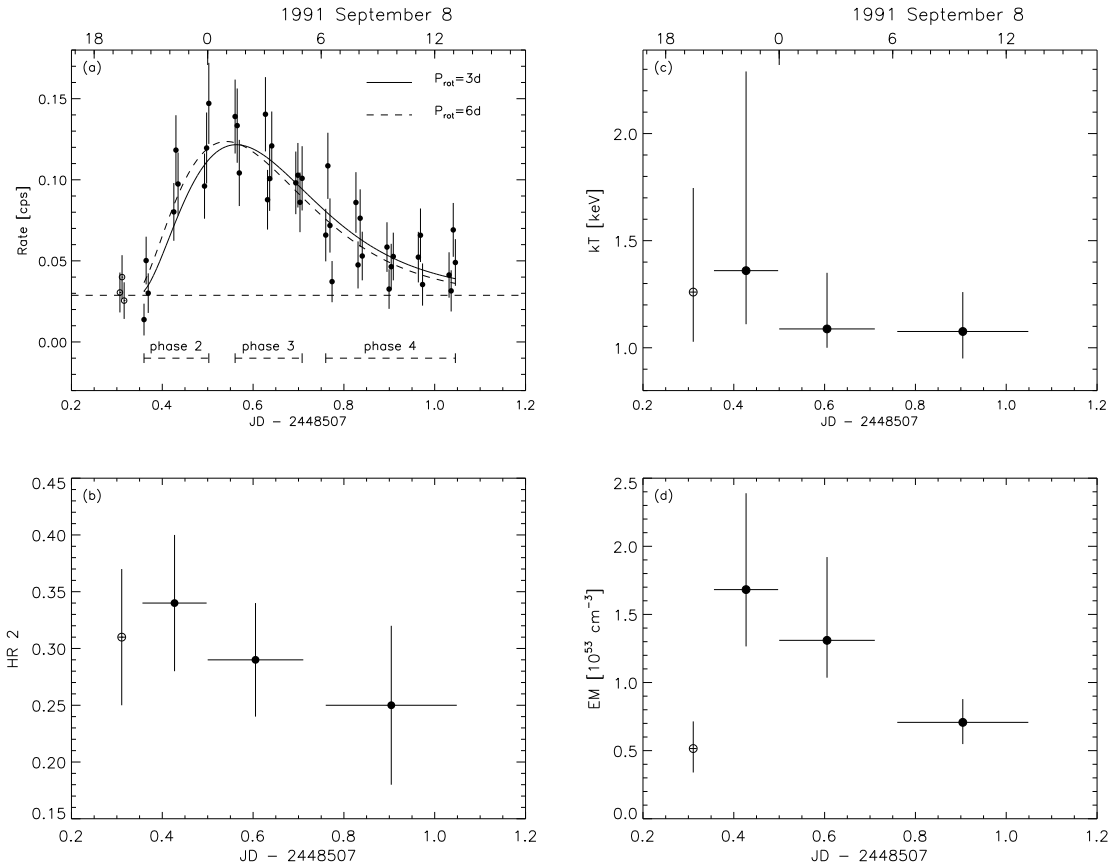 1991 September 8
18 0 6 12
(a)
P_rot=3d
P_rot=6d
0.15
0.10
0.05
0.00
Rate [cps]
phase 2 phase 3 phase 4
0.2 0.4 0.6 0.8 1.0 1.2
JD – 2448507
1991 September 8
18 0 6 12
(c)
2.0
1.5
1.0
kT [keV]
0.2 0.4 0.6 0.8 1.0 1.2
JD – 2448507
(b)
0.45
0.40
0.35
0.30
0.25
0.20
0.15
HR 2
0.2 0.4 0.6 0.8 1.0 1.2
JD – 2448507
(d)
2.5
2.0
1.5
1.0
0.5
0.0
EM [10⁵³ cm⁻³]
0.2 0.4 0.6 0.8 1.0 1.2
JD – 2448507